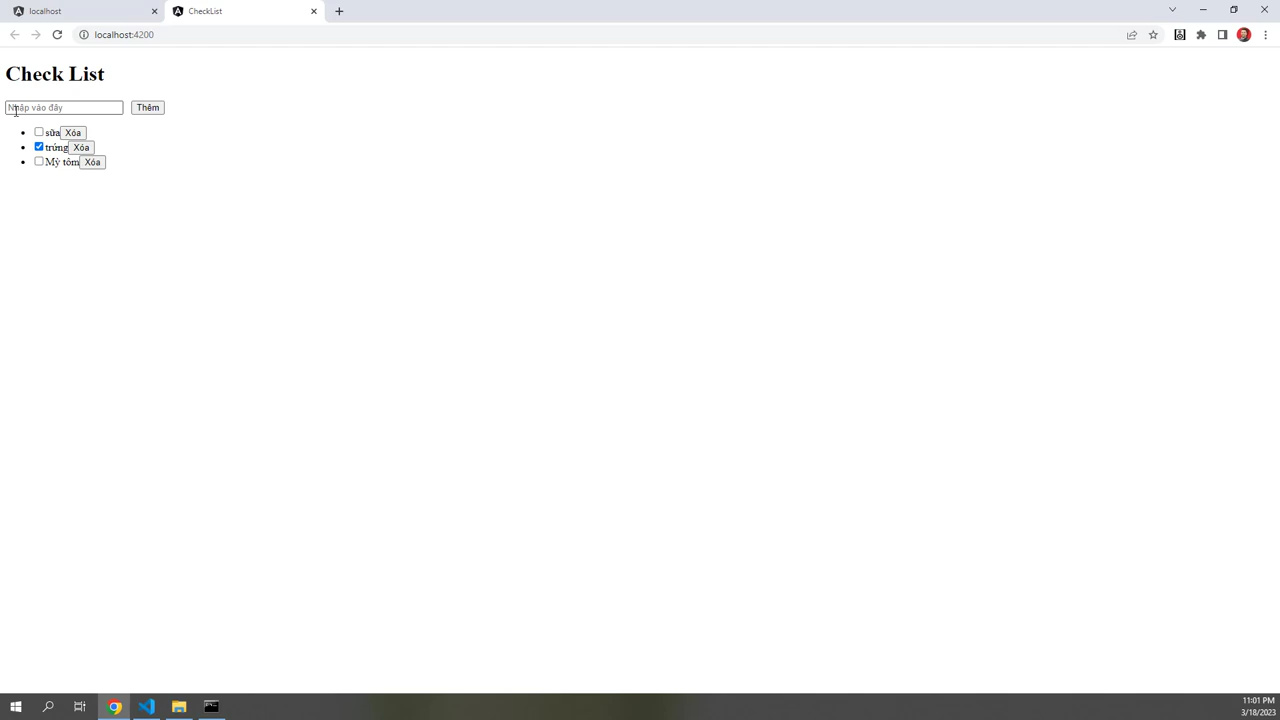 localhost
CheckList
localhost:4200
Check List
Nhập vào đây Thêm
sữa Xóa
trứng Xóa
Mỳ tôm Xóa
11:01 PM
3/18/2023